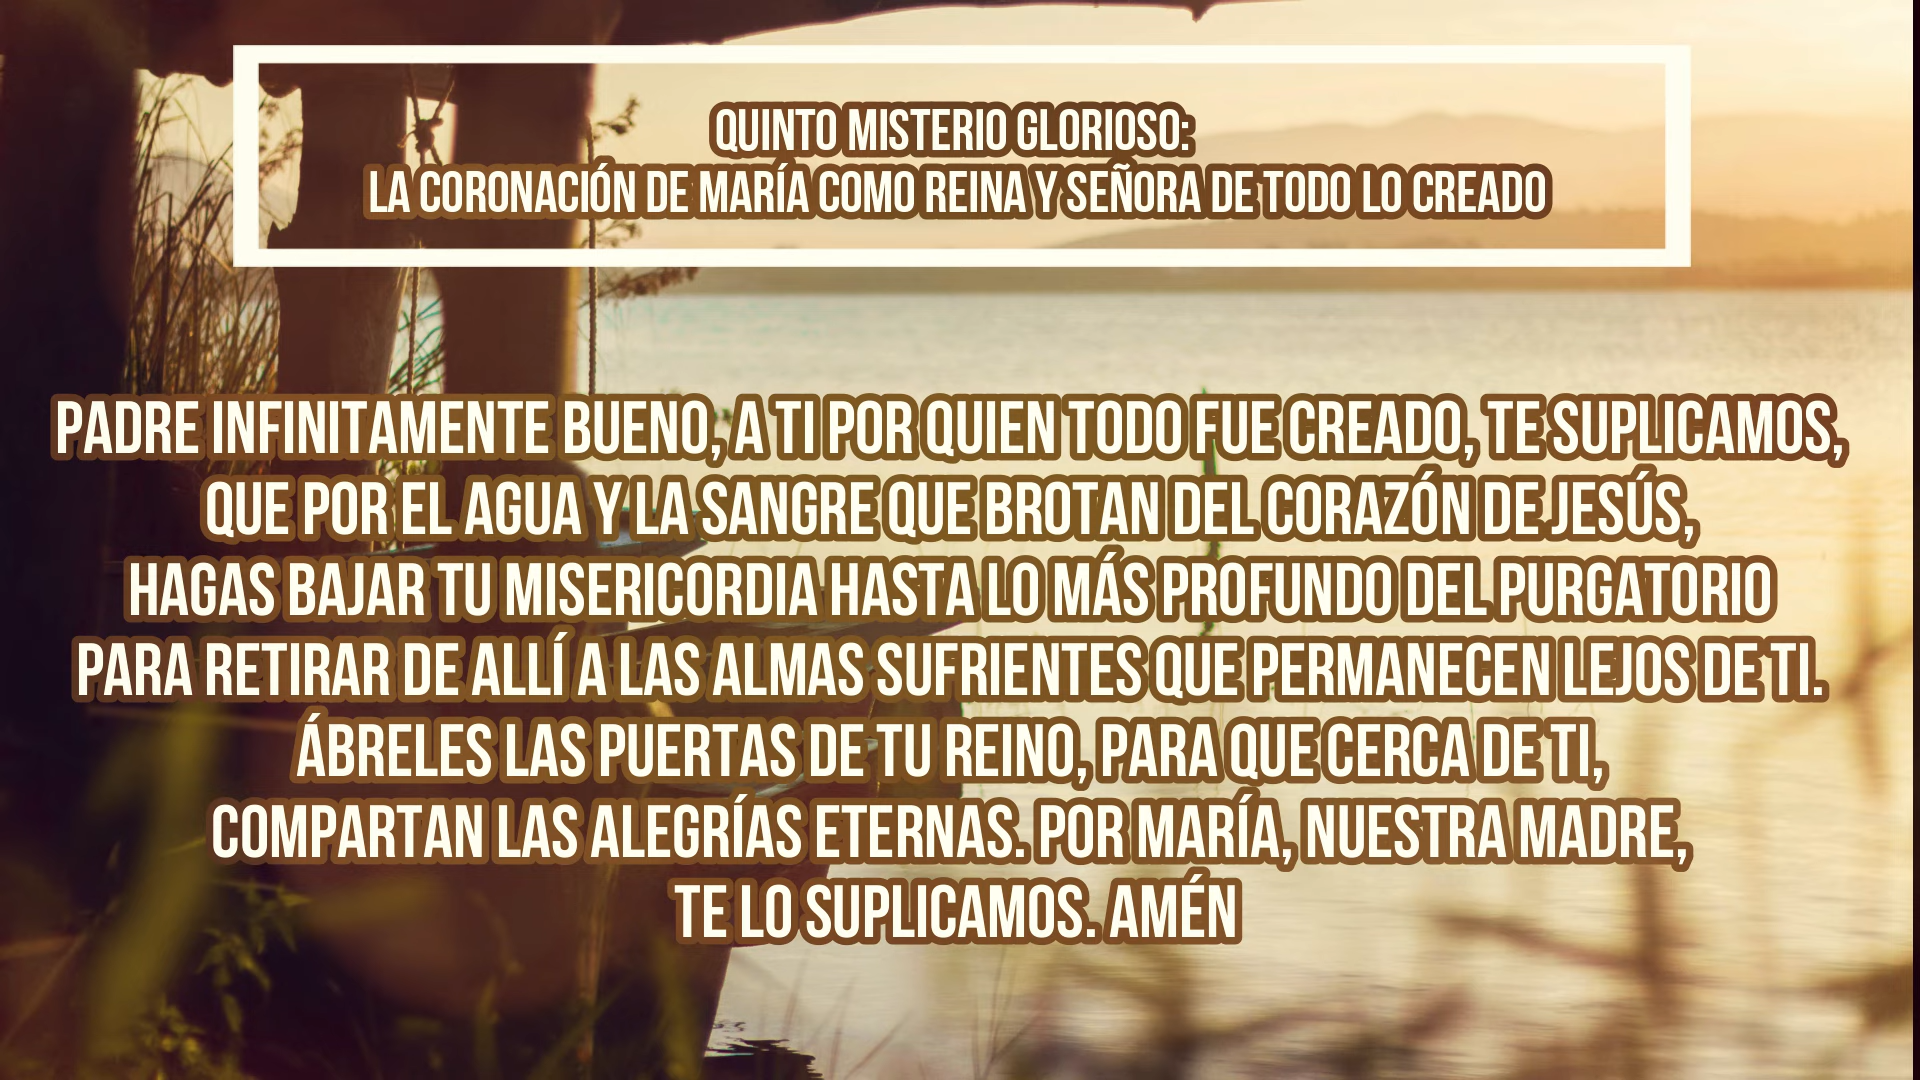 QUINTO MISTERIO GLORIOSO:
LA CORONACIÓN DE MARÍA COMO REINA Y SEÑORA DE TODO LO CREADO
PADRE INFINITAMENTE BUENO, A TI POR QUIEN TODO FUE CREADO, TE SUPLICAMOS,
QUE POR EL AGUA Y LA SANGRE QUE BROTAN DEL CORAZÓN DE JESÚS,
HAGAS BAJAR TU MISERICORDIA HASTA LO MÁS PROFUNDO DEL PURGATORIO
PARA RETIRAR DE ALLÍ A LAS ALMAS SUFRIENTES QUE PERMANECEN LEJOS DE TI.
ÁBRELES LAS PUERTAS DE TU REINO, PARA QUE CERCA DE TI,
COMPARTAN LAS ALEGRÍAS ETERNAS. POR MARÍA, NUESTRA MADRE,
TE LO SUPLICAMOS. AMÉN